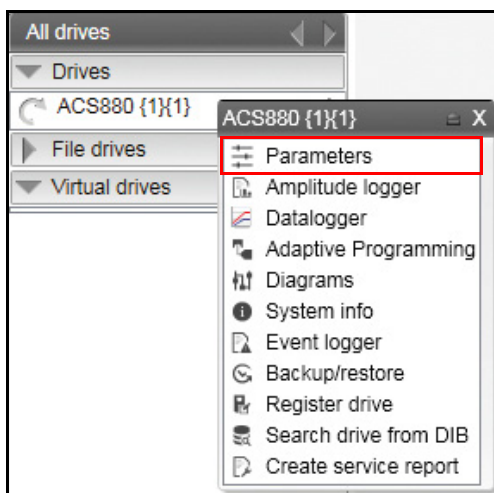 All drives
Drives
ACS880 {1}{1}
File drives
Virtual drives
ACS880 {1}{1} X
Parameters
Amplitude logger
Datalogger
Adaptive Programming
Diagrams
System info
Event logger
Backup/restore
Register drive
Search drive from DIB
Create service report